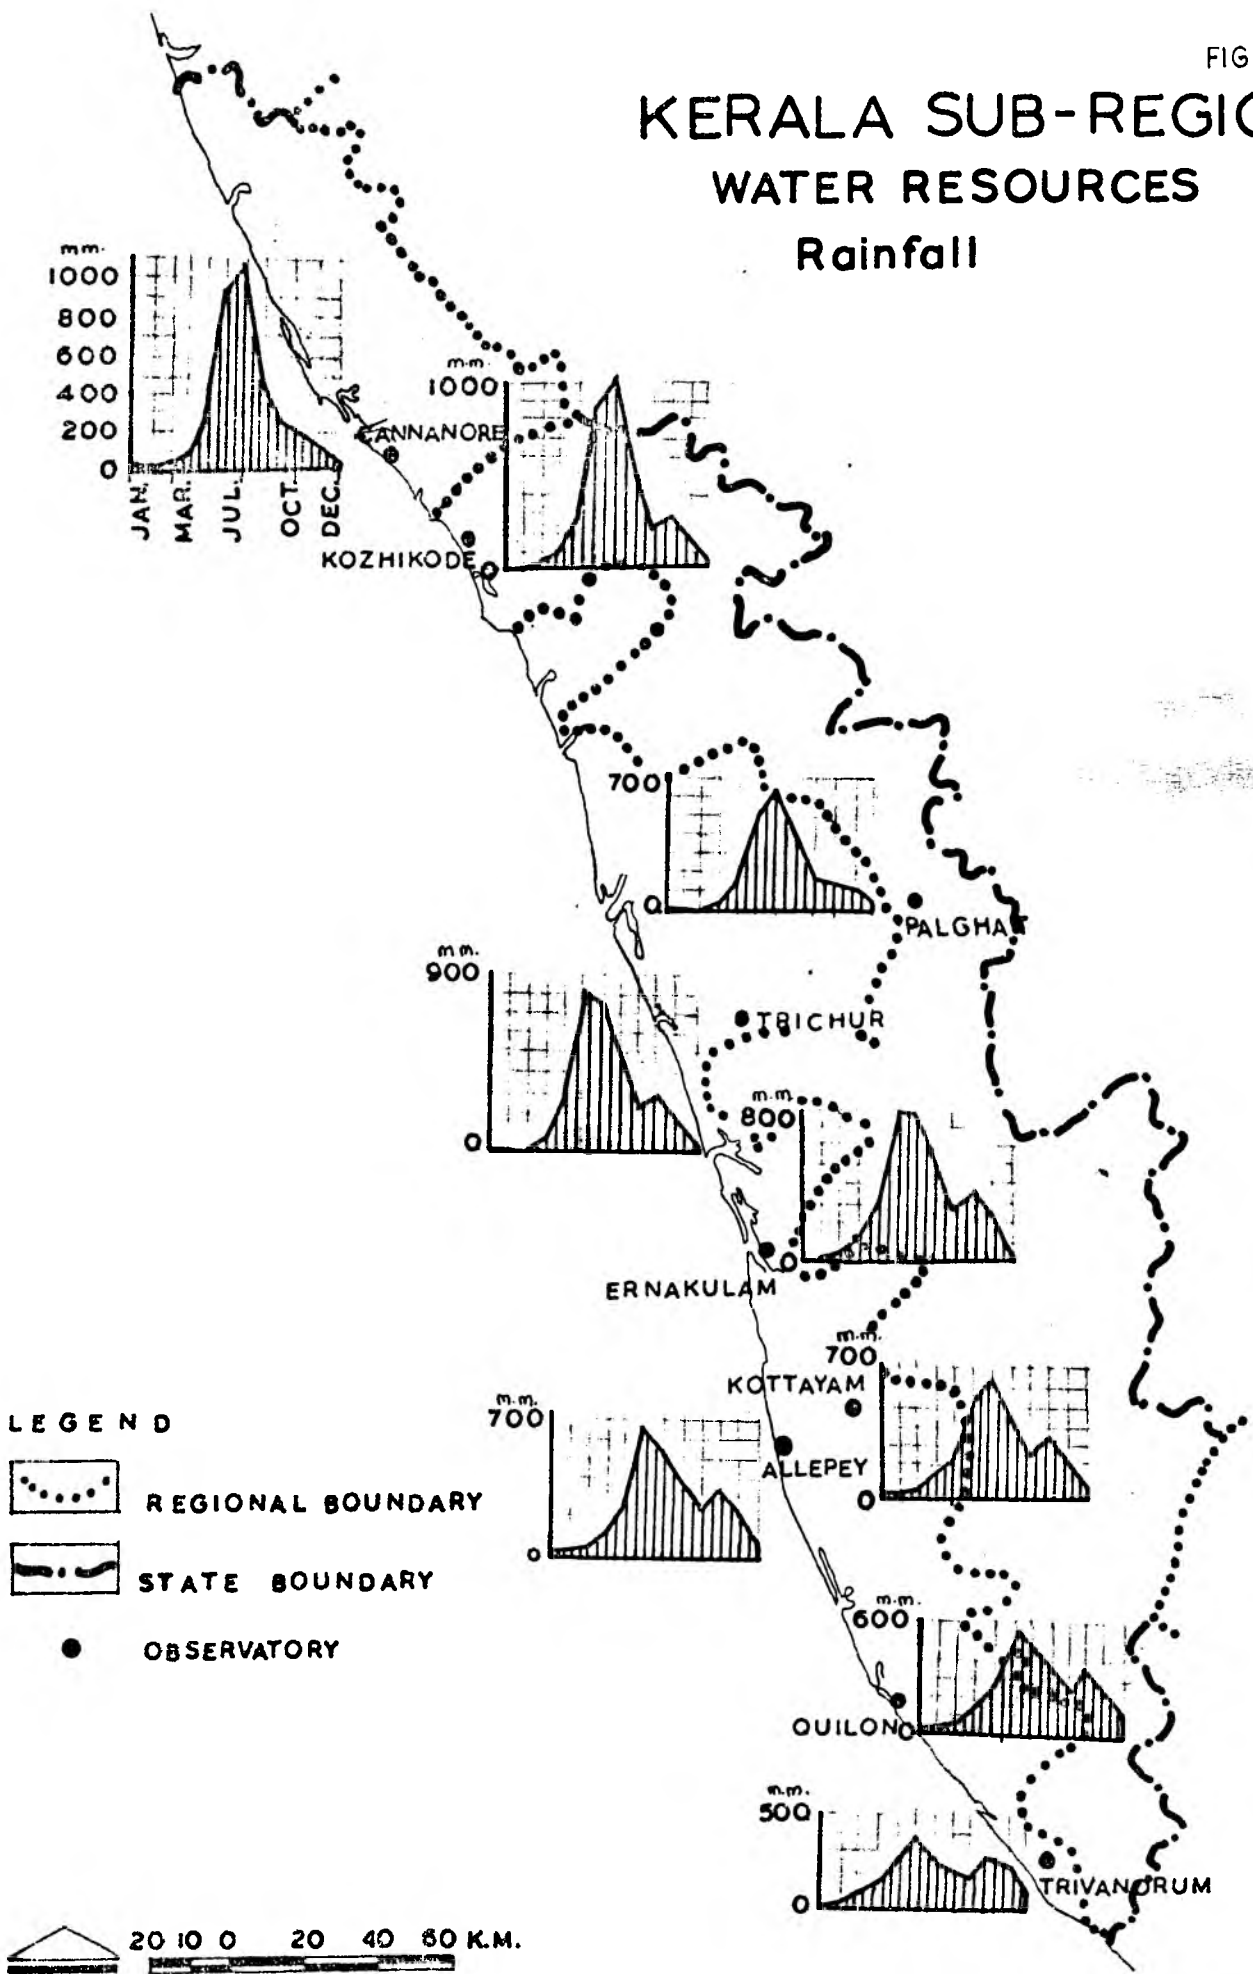 FIG
KERALA SUB-REGIO
WATER RESOURCES
Rainfall
mm.
1000
800
600
400
200
0
JAN.
MAR.
JUL.
OCT.
DEC.
CANNANORE
m.m.
1000
0
KOZHIKODE
700
0
PALGHAT
m.m.
900
0
TRICHUR
m.m.
800
0
ERNAKULAM
m.m.
700
0
KOTTAYAM
m.m.
700
0
ALLEPEY
m.m.
600
0
QUILON
m.m.
500
0
TRIVANDRUM
LEGEND
REGIONAL BOUNDARY
STATE BOUNDARY
OBSERVATORY
20 10 0 20 40 60 K.M.